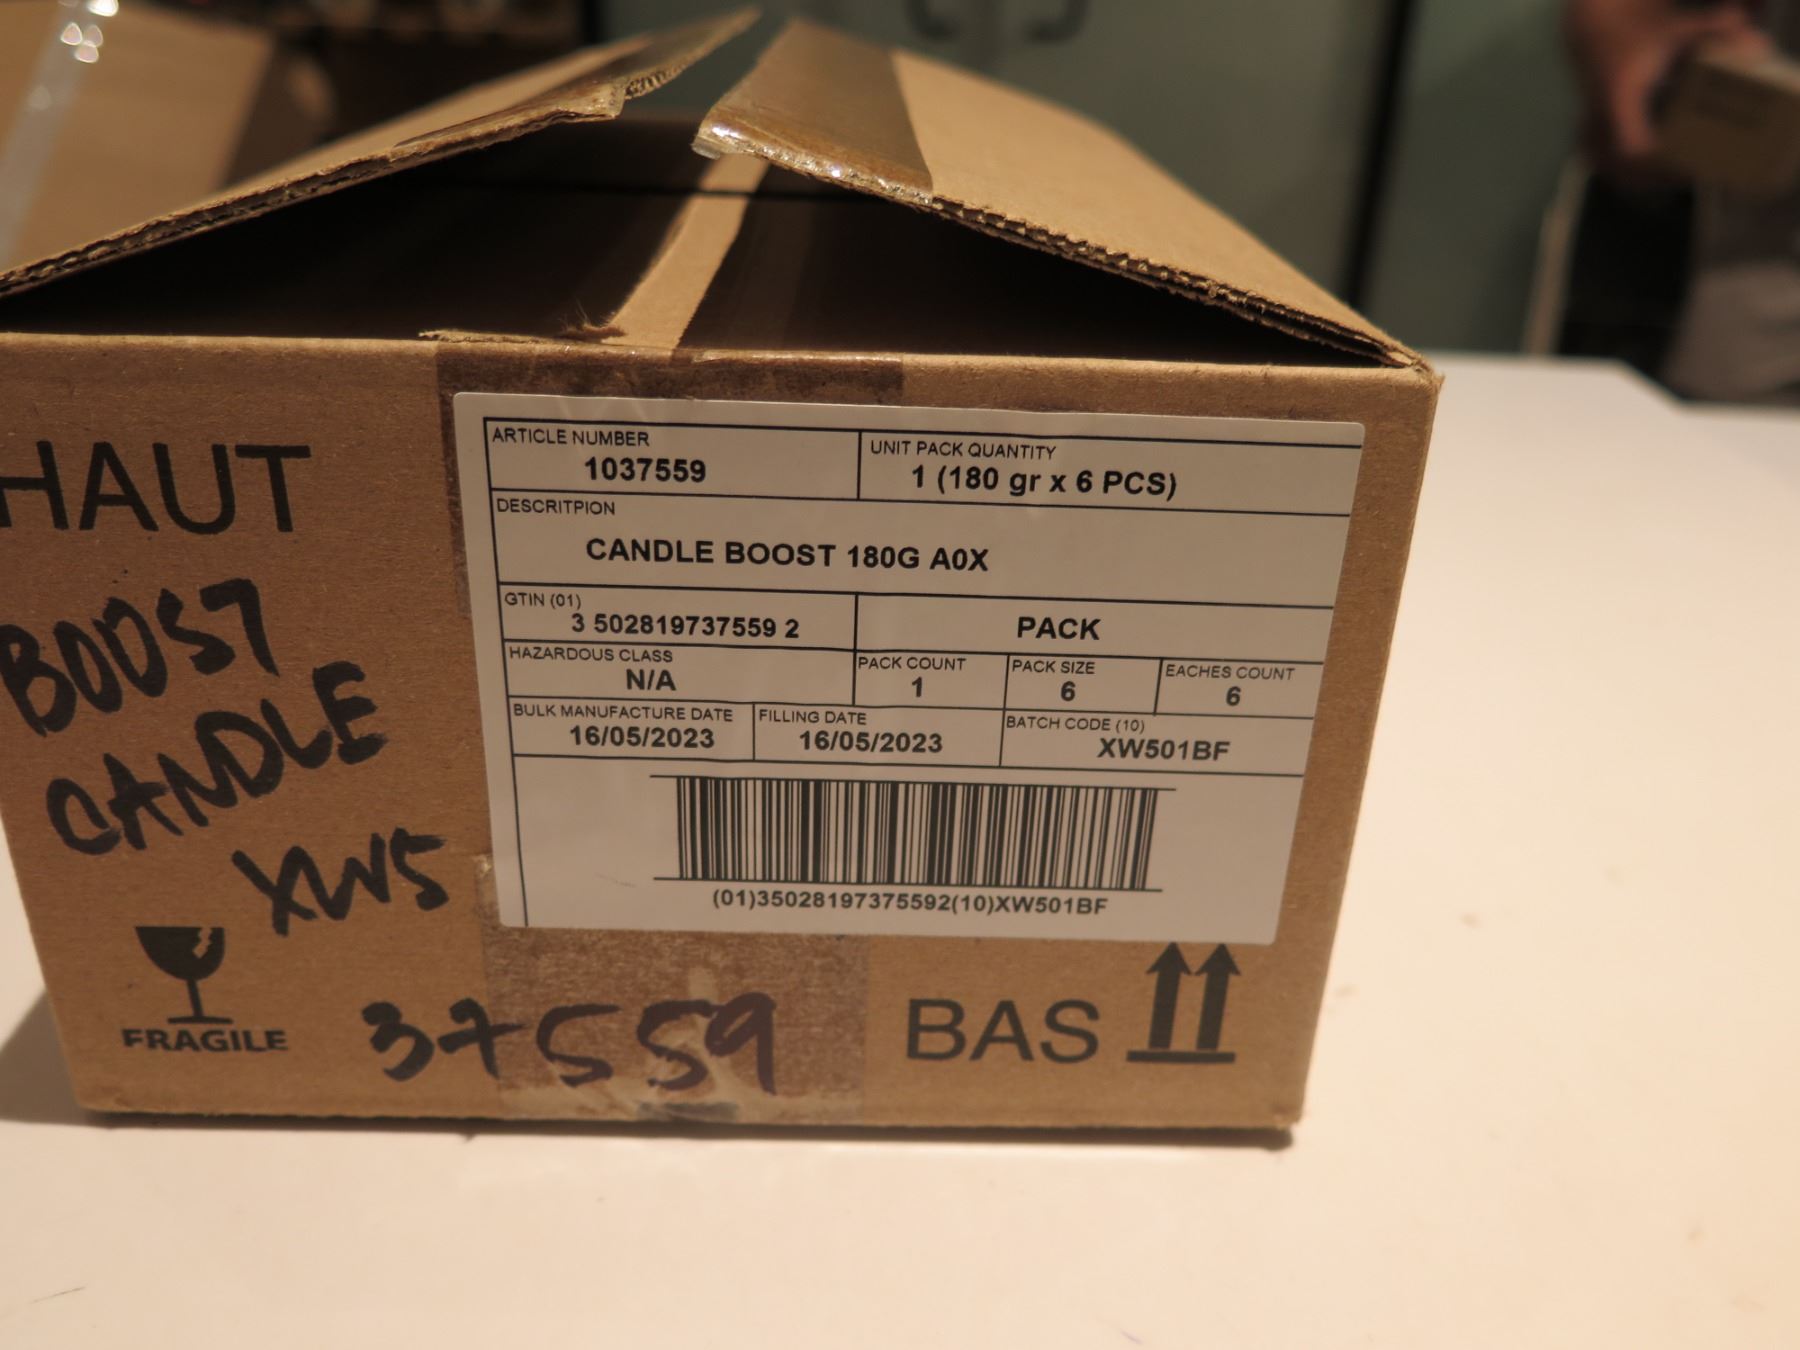 HAUT
BOOST
CANDLE
XW5
FRAGILE
37559
BAS
ARTICLE NUMBER
1037559
UNIT PACK QUANTITY
1 (180 gr x 6 PCS)
DESCRITPION
CANDLE BOOST 180G A0X
GTIN (01)
3 502819737559 2
PACK
HAZARDOUS CLASS
N/A
PACK COUNT
1
PACK SIZE
6
EACHES COUNT
6
BULK MANUFACTURE DATE
16/05/2023
FILLING DATE
16/05/2023
BATCH CODE (10)
XW501BF
(01)35028197375592(10)XW501BF